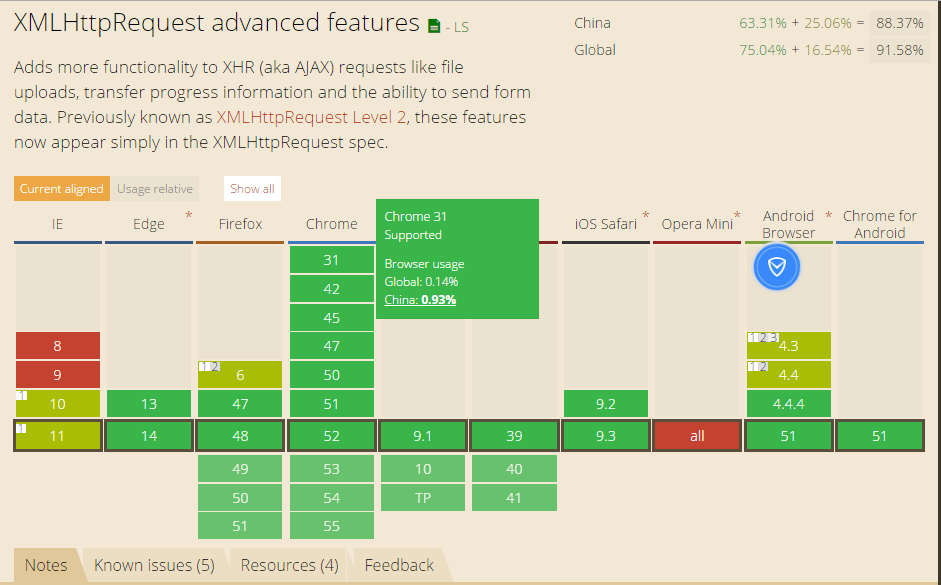 XMLHttpRequest advanced features - LS
China 63.31% + 25.06% = 88.37%
Global 75.04% + 16.54% = 91.58%
Adds more functionality to XHR (aka AJAX) requests like file
uploads, transfer progress information and the ability to send form
data. Previously known as XMLHttpRequest Level 2, these features
now appear simply in the XMLHttpRequest spec.
Current aligned Usage relative Show all
IE Edge * Firefox Chrome iOS Safari * Opera Mini * Android Browser * Chrome for Android
Chrome 31
Supported
Browser usage
Global: 0.14%
China: 0.93%
31
42
45
47
8 47 1 2 3 4.3
9 1 2 6 50 1 2 4.4
1 10 13 47 51 9.2 4.4.4
1 11 14 48 52 9.1 39 9.3 all 51 51
49 53 10 40
50 54 TP 41
51 55
Notes Known issues (5) Resources (4) Feedback